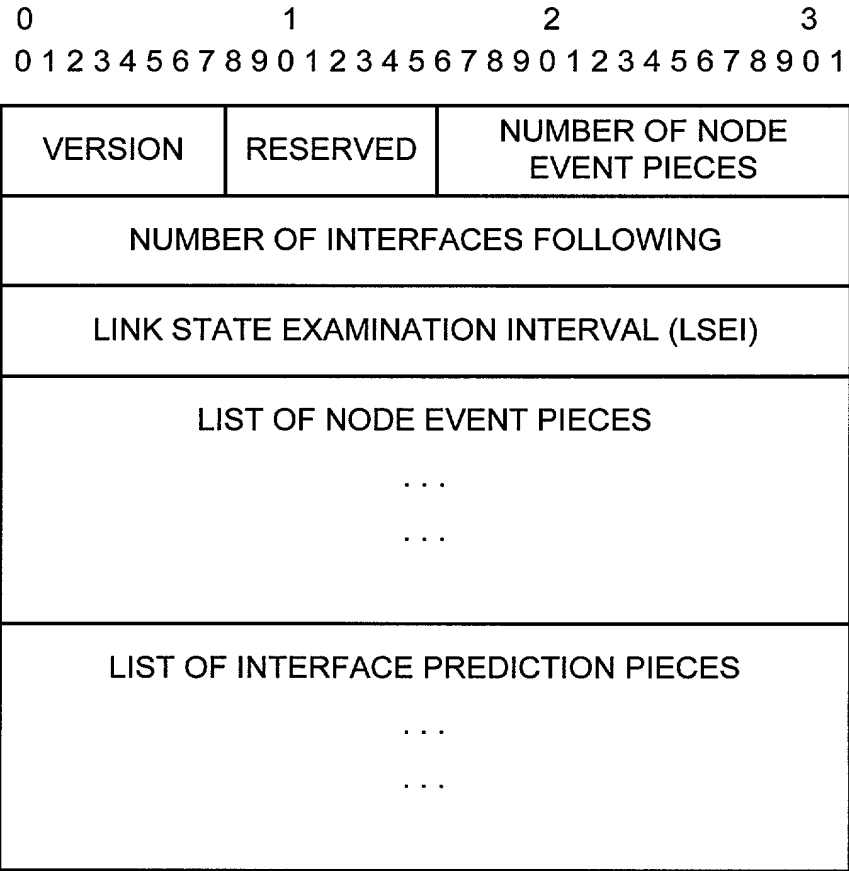 0 1 2 3
0 1 2 3 4 5 6 7 8 9 0 1 2 3 4 5 6 7 8 9 0 1 2 3 4 5 6 7 8 9 0 1
VERSION
RESERVED
NUMBER OF NODE
EVENT PIECES
NUMBER OF INTERFACES FOLLOWING
LINK STATE EXAMINATION INTERVAL (LSEI)
LIST OF NODE EVENT PIECES
. . .
. . .
LIST OF INTERFACE PREDICTION PIECES
. . .
. . .